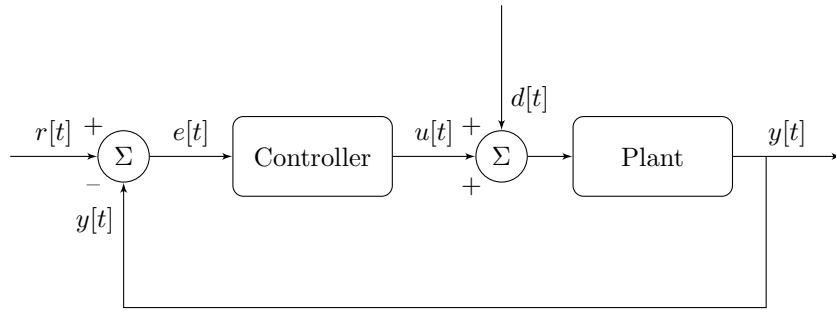 d[t]
r[t] + Σ e[t] Controller u[t] + Σ Plant y[t]
− +
y[t]